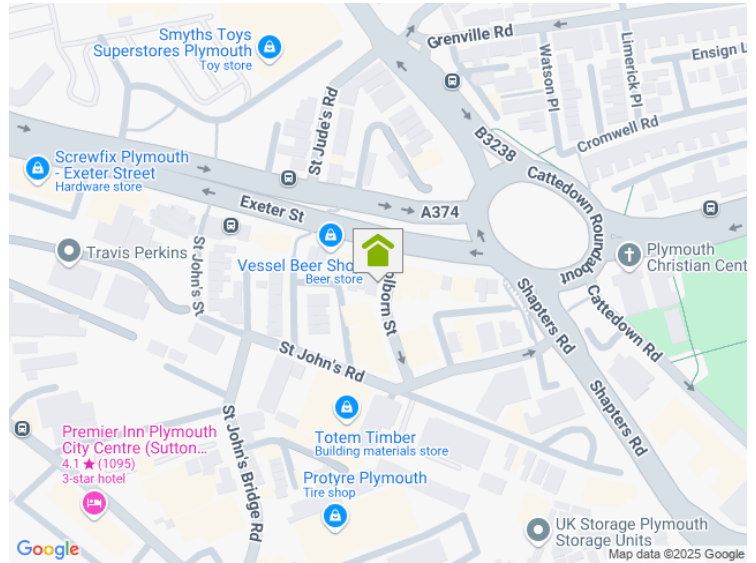 Smyths Toys
Superstores Plymouth
Toy store
Grenville Rd
Watson Pl
Limerick Pl
Ensign L
Cromwell Rd
St Jude's Rd
B3238
Screwfix Plymouth
- Exeter Street
Hardware store
Exeter St
A374
Cattedown Roundabout
Travis Perkins
St John's St
Vessel Beer Sho
Beer store
olborn St
Plymouth
Christian Cent
Cattedown Rd
Shapters Rd
St John's Rd
Shapters Rd
Premier Inn Plymouth
City Centre (Sutton...
4.1 ★ (1095)
3-star hotel
St John's Bridge Rd
Totem Timber
Building materials store
Protyre Plymouth
Tire shop
UK Storage Plymouth
Storage Units
Google
Map data ©2025 Google